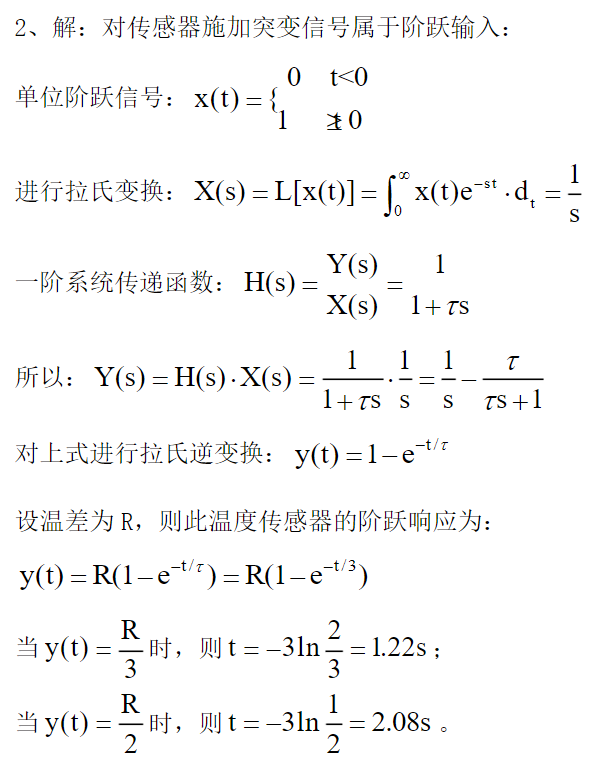 2、解：对传感器施加突变信号属于阶跃输入：
单位阶跃信号：x(t) = { 0 t<0
1 t≥0
进行拉氏变换：X(s) = L[x(t)] = ∫₀^∞ x(t)e^{-st}·d_t = 1/s
一阶系统传递函数：H(s) = Y(s)/X(s) = 1/(1+τs)
所以：Y(s) = H(s)·X(s) = 1/(1+τs)·1/s = 1/s − τ/(τs+1)
对上式进行拉氏逆变换：y(t) = 1−e^{-t/τ}
设温差为 R，则此温度传感器的阶跃响应为：
y(t) = R(1−e^{-t/τ}) = R(1−e^{-t/3})
当 y(t) = R/3 时，则 t = −3ln 2/3 = 1.22s；
当 y(t) = R/2 时，则 t = −3ln 1/2 = 2.08s 。